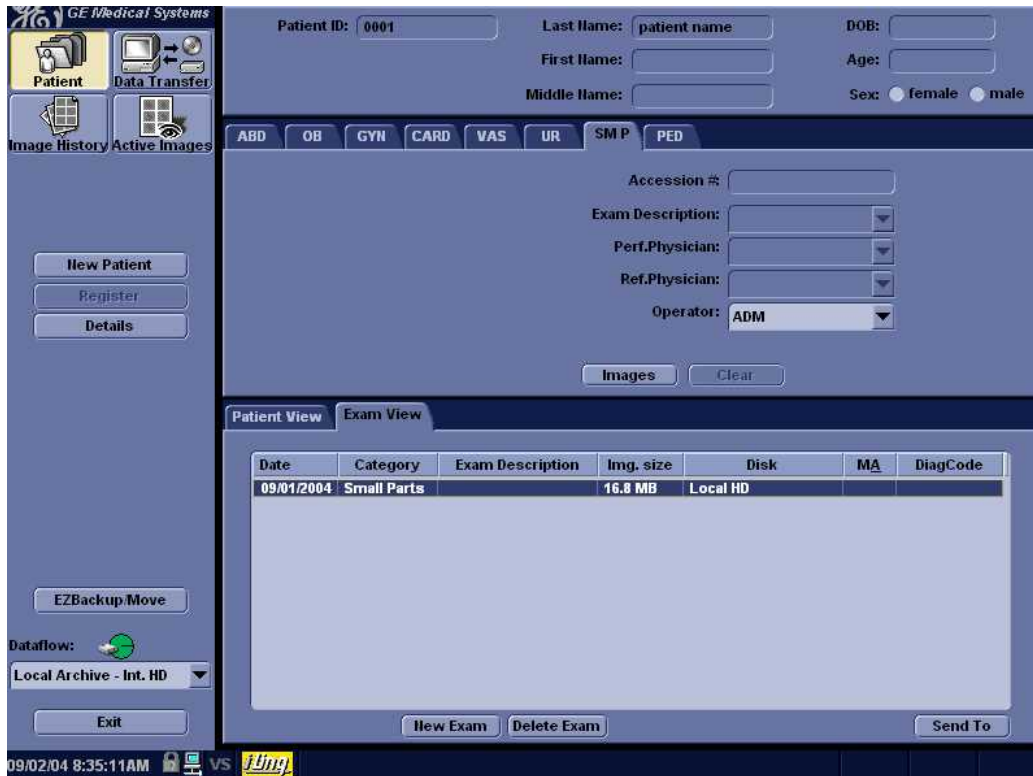 GE Medical Systems
Patient
Data Transfer
Image History
Active Images
New Patient
Register
Details
EZBackup/Move
Dataflow:
Local Archive - Int. HD
Exit
Patient ID: 0001
Last Name: patient name
DOB:
First Name:
Age:
Middle Name:
Sex: female male
ABD OB GYN CARD VAS UR SM P PED
Accession #:
Exam Description:
Perf.Physician:
Ref.Physician:
Operator: ADM
Images Clear
Patient View Exam View
Date Category Exam Description Img. size Disk MA DiagCode
09/01/2004 Small Parts 16.8 MB Local HD
New Exam Delete Exam Send To
09/02/04 8:35:11AM VS iLinq